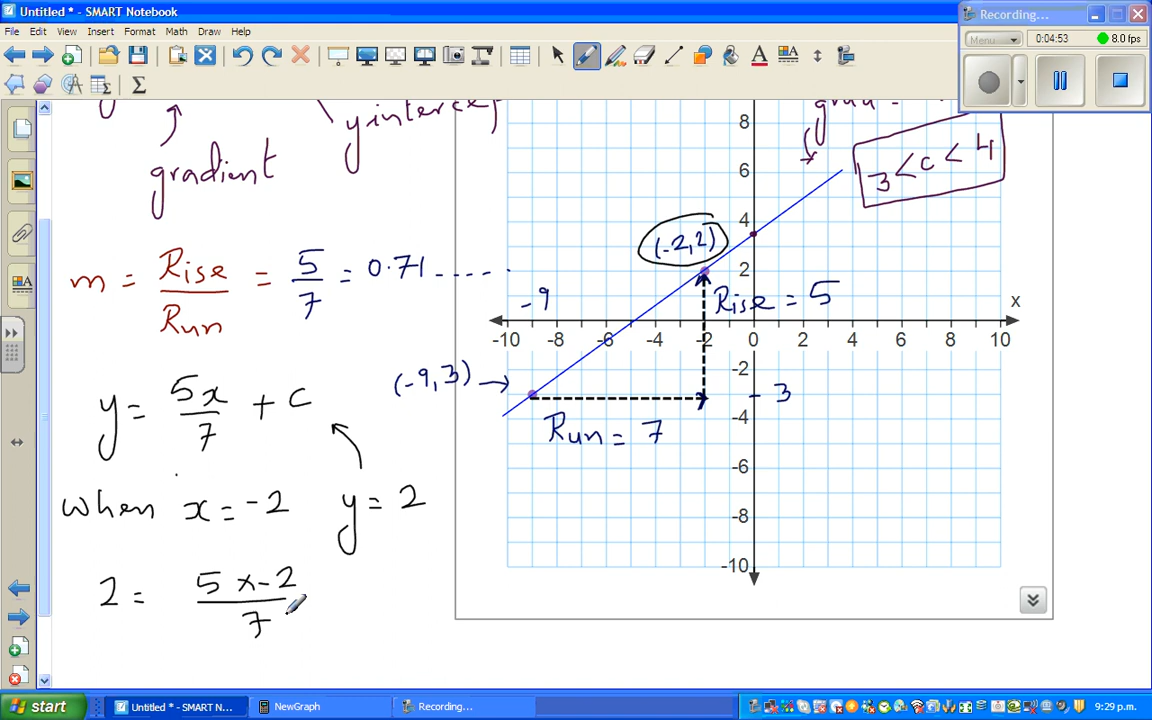 Untitled * - SMART Notebook
File Edit View Insert Format Math Draw Help
Recording...
Menu
0:04:53
8.0 fps
y intercept
gradient
3 < c < 4
8
6
4
2
-2
-4
-6
-8
-10
-10 -8 -6 -4 -2 0 2 4 6 8 10
x
(-2,2)
-9
Rise = 5
m = Rise/Run = 5/7 = 0.71.....
(-9,3) →
- 3
Run = 7
y = 5x/7 + c
when x = -2 y = 2
2 = 5 x-2/7
start
Untitled * - SMART N...
NewGraph
Recording...
9:29 p.m.